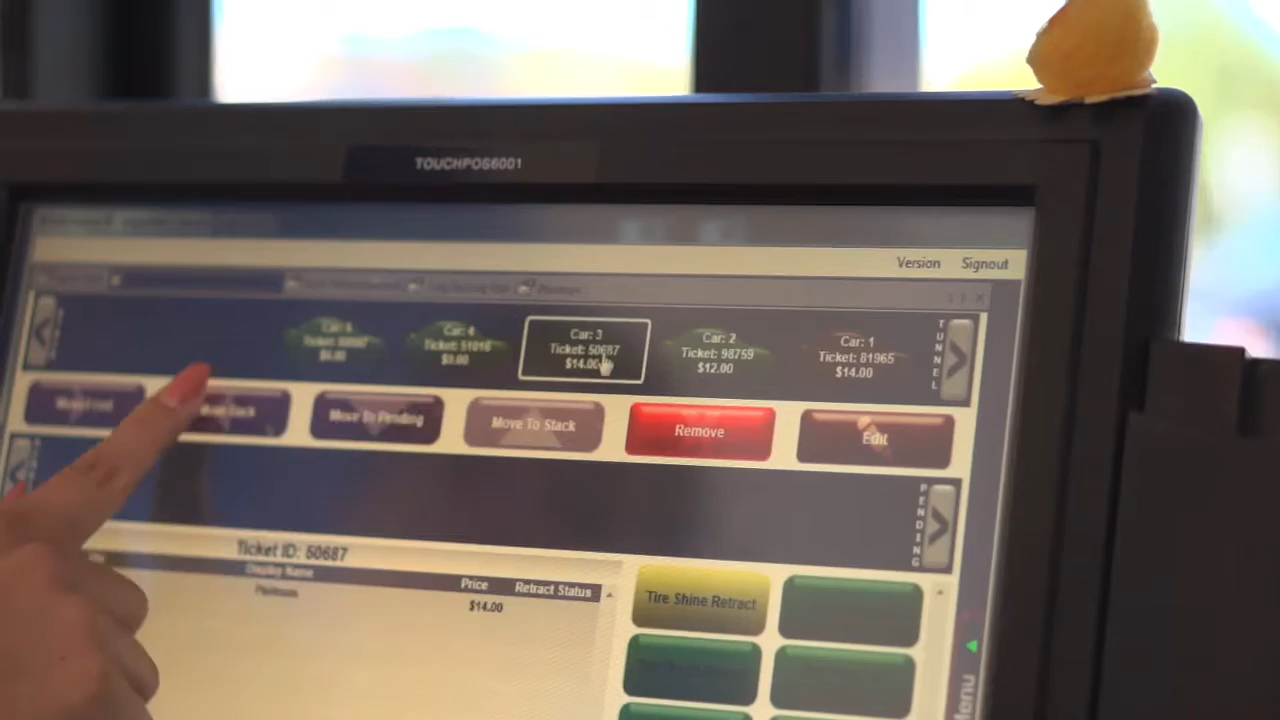 TOUCHPOS6001
Version Signout
Car: 4
Ticket: 51016
$9.00
Car: 3
Ticket: 50687
$14.00
Car: 2
Ticket: 98759
$12.00
Car: 1
Ticket: 81965
$14.00
TUNNEL
Move To Pending
Move To Stack
Remove
Edit
PENDING
Ticket ID: 50687
Display Name Price Retract Status
Platinum $14.00
Tire Shine Retract
Menu